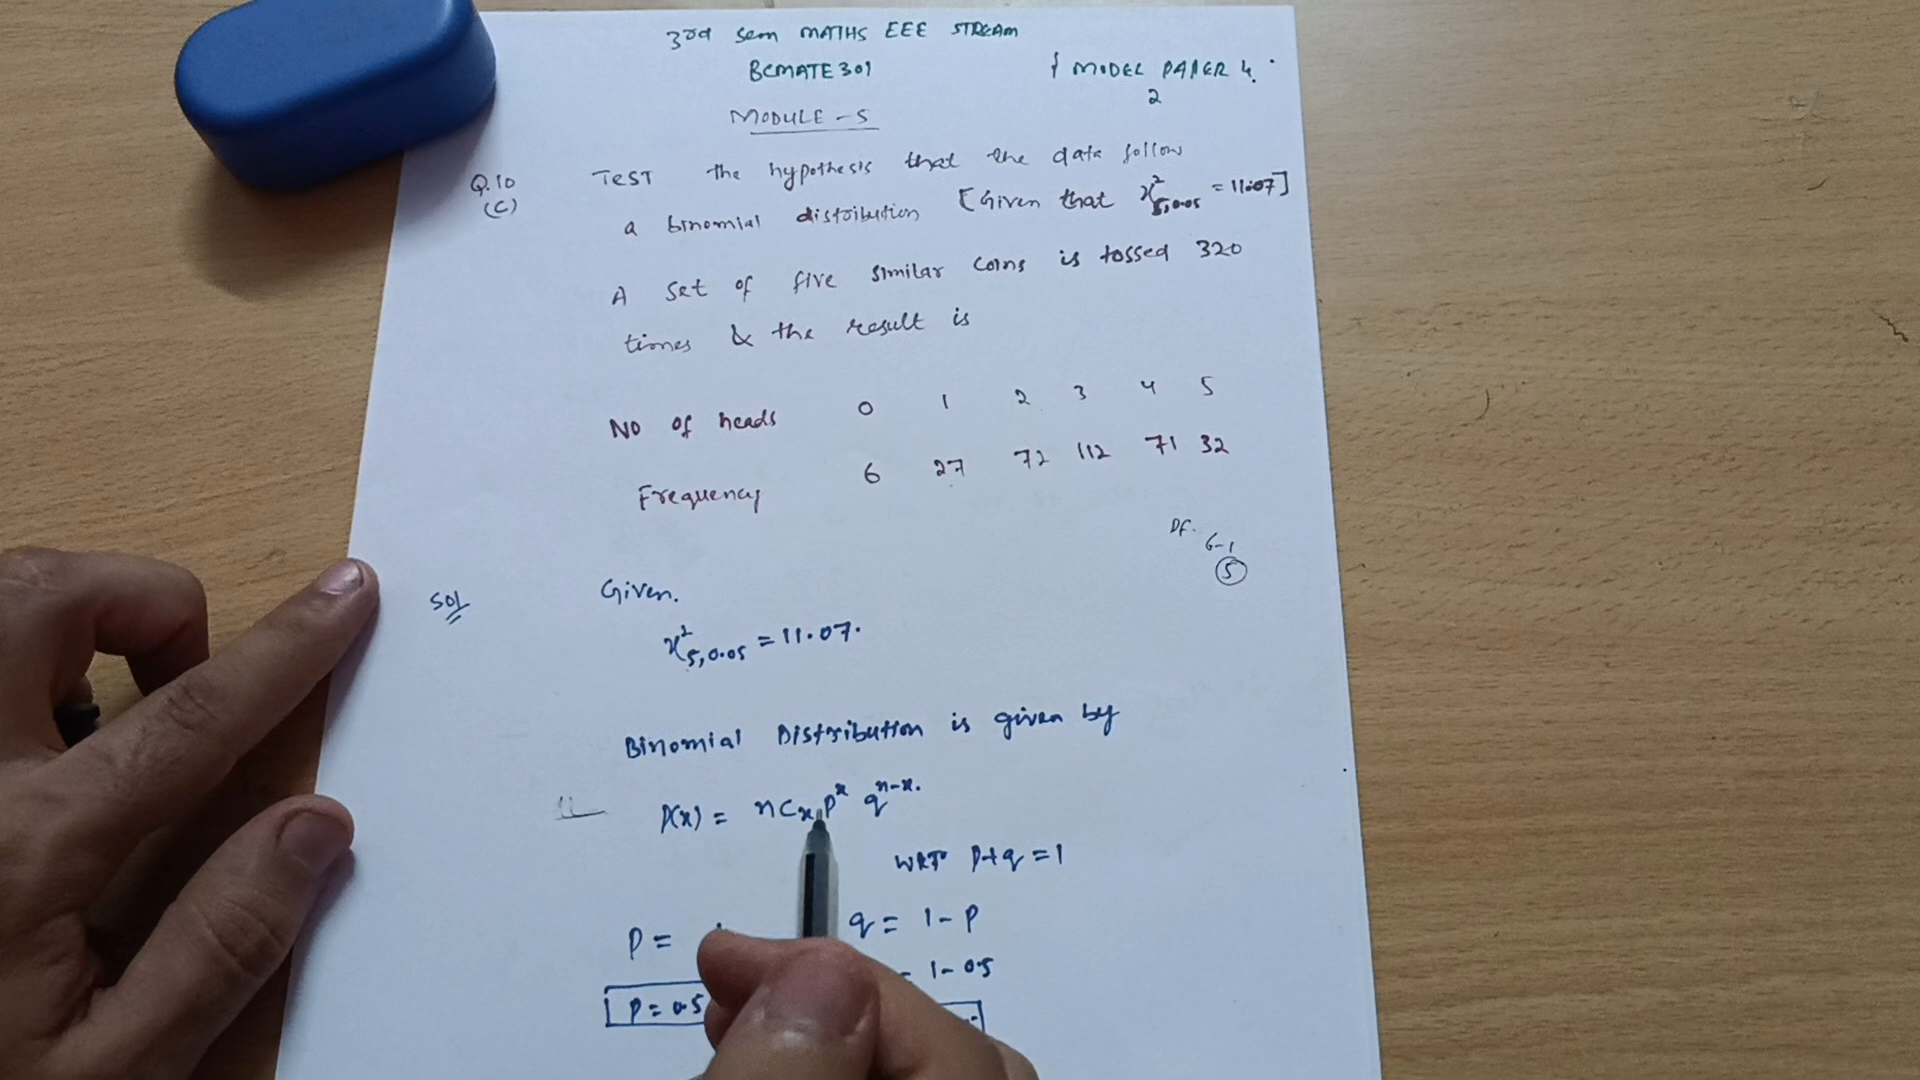 3rd Sem MATHS EEE STREAM
BCMATE301
{ MODEL PAPER 4.
2
MODULE - 5
Q.10 TEST the hypothesis that the data follow
(C) a binomial distribution [Given that χ²5,0.05 = 11.07]
A set of five similar coins is tossed 320
times & the result is
No of heads 0 1 2 3 4 5
Frequency 6 27 72 112 71 32
DF.
6-1
5
Sol Given.
χ²5,0.05 = 11.07.
Binomial Distribution is given by
P(x) = nCx p^x q^n-x.
WKT p+q = 1
P = q = 1 - p
= 1 - 0.5
P = 0.5